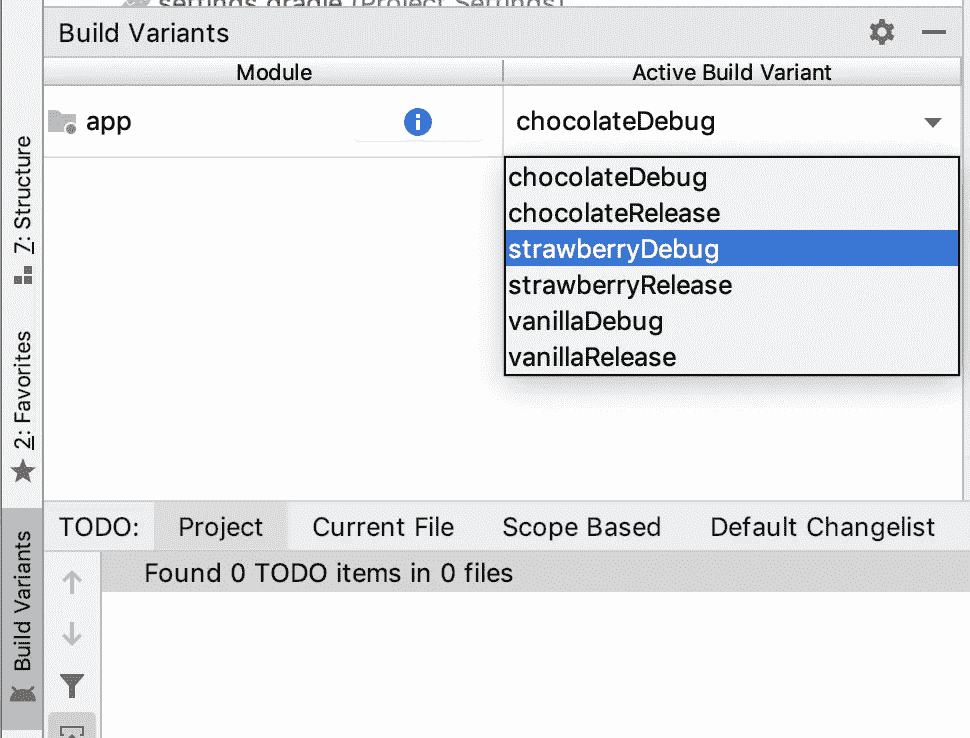 settings.gradle (Project Settings)
Build Variants
Module Active Build Variant
app chocolateDebug
chocolateDebug
chocolateRelease
strawberryDebug
strawberryRelease
vanillaDebug
vanillaRelease
7: Structure
2: Favorites
Build Variants
TODO: Project Current File Scope Based Default Changelist
Found 0 TODO items in 0 files